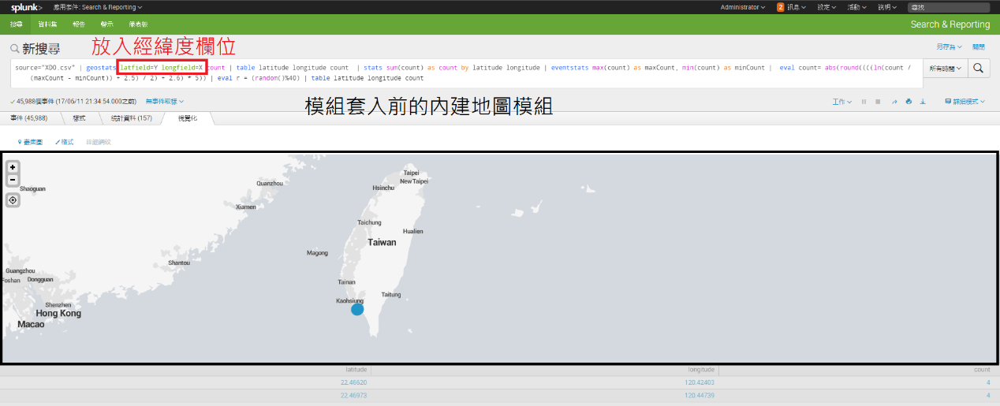 splunk> 應用套件: Search & Reporting Administrator 2 訊息 設定 活動 說明 尋找
搜尋 資料集 報告 警示 儀表板 Search & Reporting
新搜尋 放入經緯度欄位 另存為 關閉
source="XDO.csv" | geostats latfield=Y longfield=X count | table latitude longitude count | stats sum(count) as count by latitude longitude | eventstats max(count) as maxCount, min(count) as minCount | eval count= abs(round((((ln(count /
(maxCount - minCount)) + 2.5) / 2) + 2.6) * 5)) | eval r = (random()%40) | table latitude longitude count
所有時間
45,988個事件 (17/06/11 21:34:54.000之前) 無事件取樣 模組套入前的內建地圖模組 工作 詳細模式
事件 (45,988) 樣式 統計資料 (157) 視覺化
叢集圖 格式
+
−
Taipei
New Taipei
Quanzhou
Hsinchu
Shaoguan
Xiamen
Taichung
Hualien
Taiwan
Magong
Shantou
Guangzhou
Foshan Dongguan
Tainan
Taitung
Kaohsiung
Shenzhen
Hong Kong
Macao
latitude longitude count
22.46620 120.42403 4
22.46973 120.44739 4